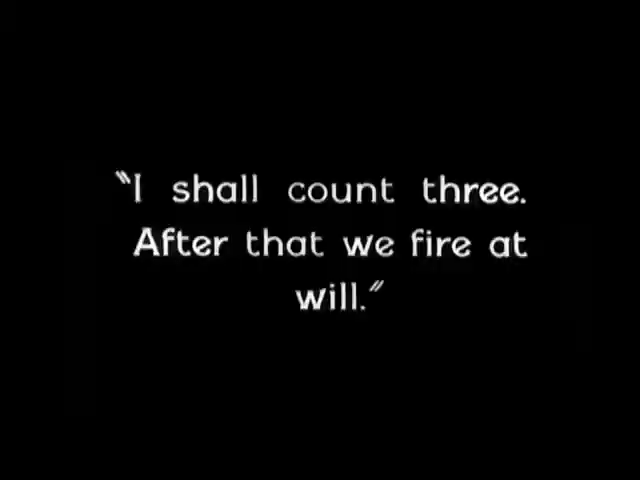 "I shall count three.
After that we fire at
will."